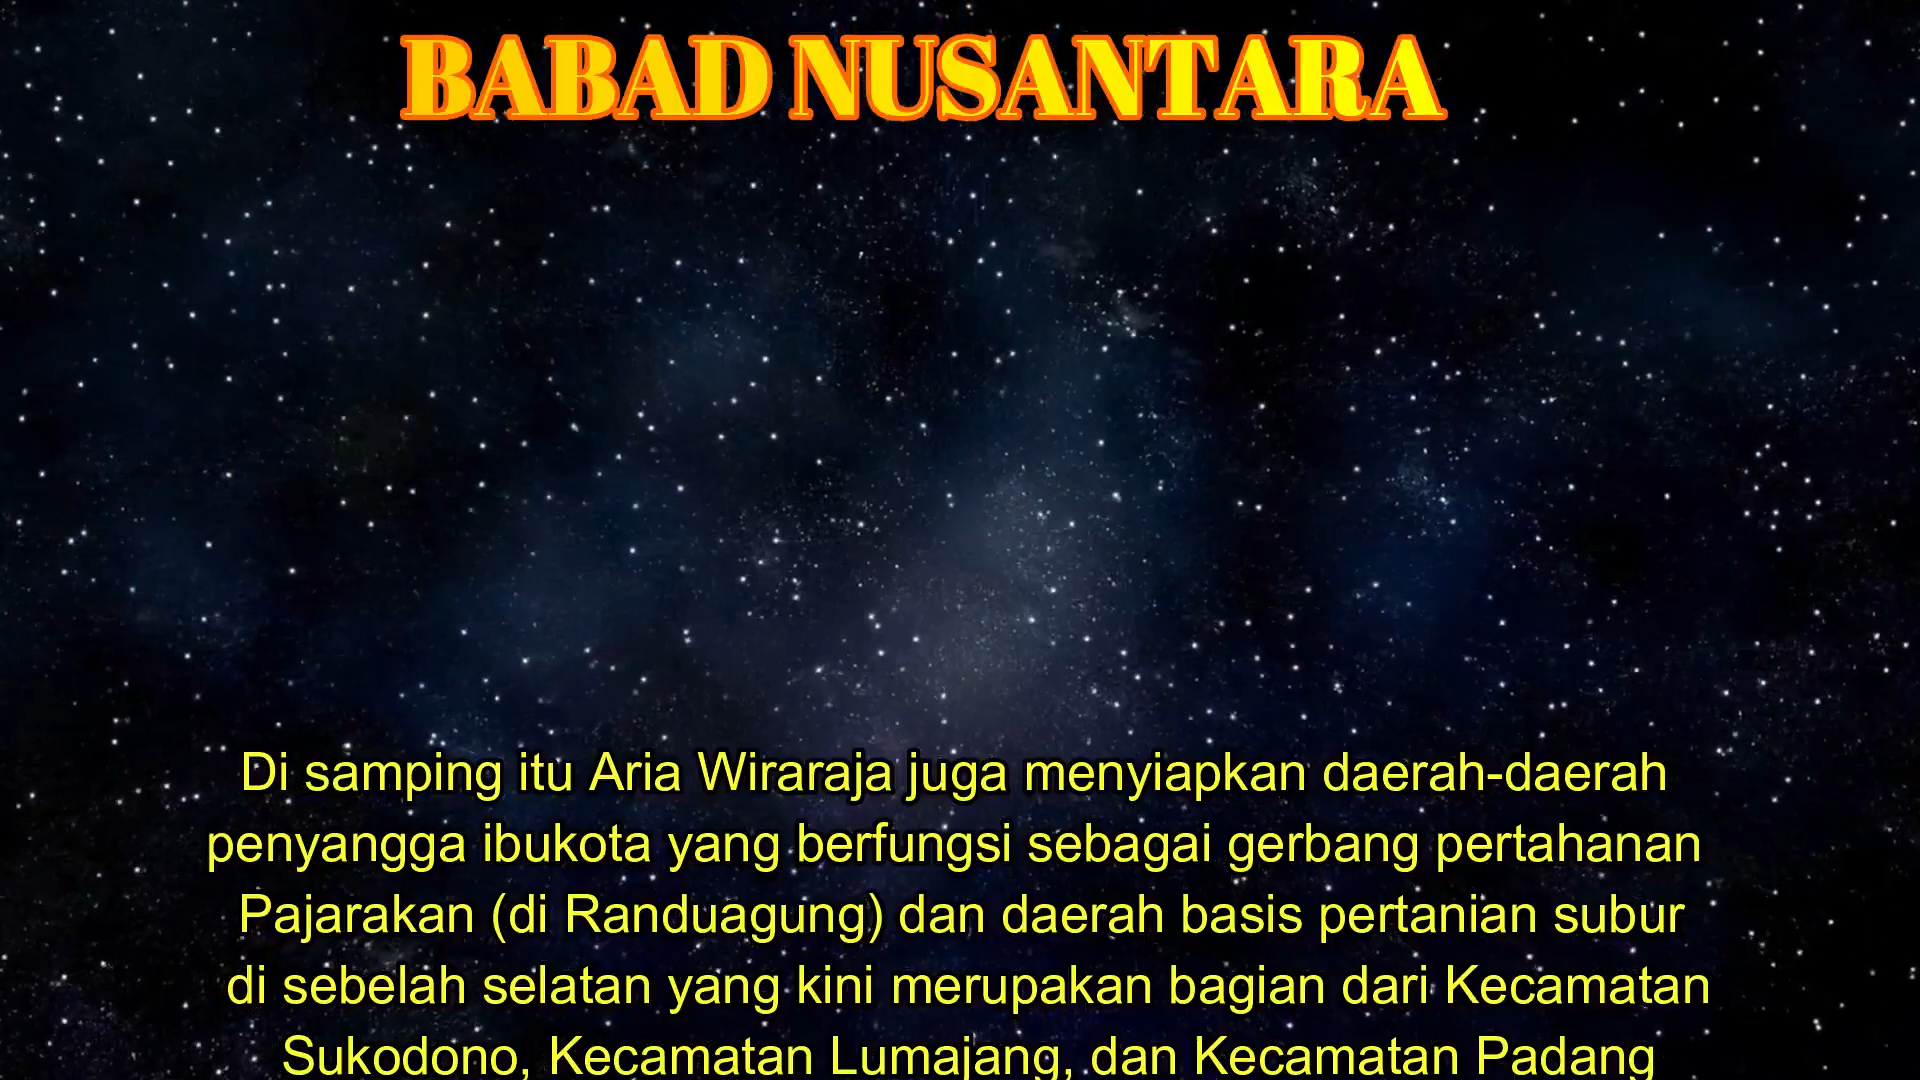 BABAD NUSANTARA
Di samping itu Aria Wiraraja juga menyiapkan daerah-daerah
penyangga ibukota yang berfungsi sebagai gerbang pertahanan
Pajarakan (di Randuagung) dan daerah basis pertanian subur
di sebelah selatan yang kini merupakan bagian dari Kecamatan
Sukodono, Kecamatan Lumajang, dan Kecamatan Padang